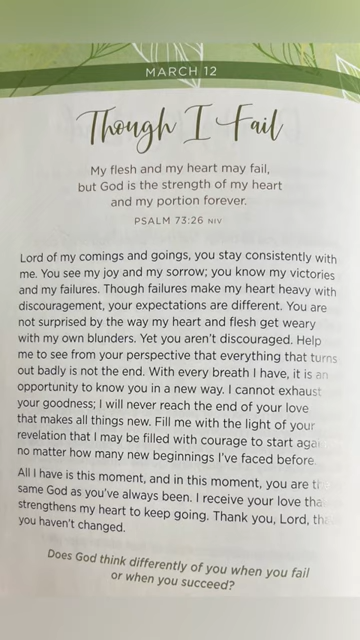 MARCH 12
Though I Fail
My flesh and my heart may fail,
but God is the strength of my heart
and my portion forever.
PSALM 73:26 NIV
Lord of my comings and goings, you stay consistently with
me. You see my joy and my sorrow; you know my victories
and my failures. Though failures make my heart heavy with
discouragement, your expectations are different. You are
not surprised by the way my heart and flesh get weary
with my own blunders. Yet you aren't discouraged. Help
me to see from your perspective that everything that turns
out badly is not the end. With every breath I have, it is an
opportunity to know you in a new way. I cannot exhaust
your goodness; I will never reach the end of your love
that makes all things new. Fill me with the light of your
revelation that I may be filled with courage to start
no matter how many new beginnings I've faced before.
All I have is this moment, and in this moment, you are
same God as you've always been. I receive your love
strengthens my heart to keep going. Thank you, Lord,
you haven't changed.
Does God think differently of you when you fail
or when you succeed?